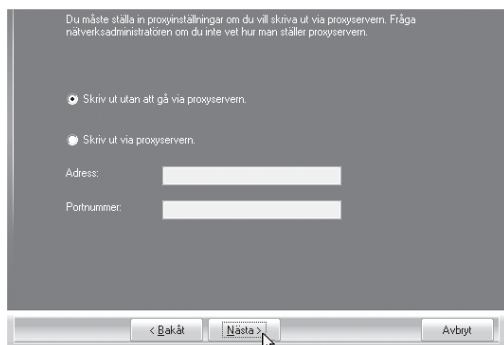 Du måste ställa in proxyinställningar om du vill skriva ut via proxyservern. Fråga
nätverksadministratören om du inte vet hur man ställer proxyservern.
Skriv ut utan att gå via proxyservern.
Skriv ut via proxyservern.
Adress:
Portnummer:
< Bakåt
Nästa >
Avbryt